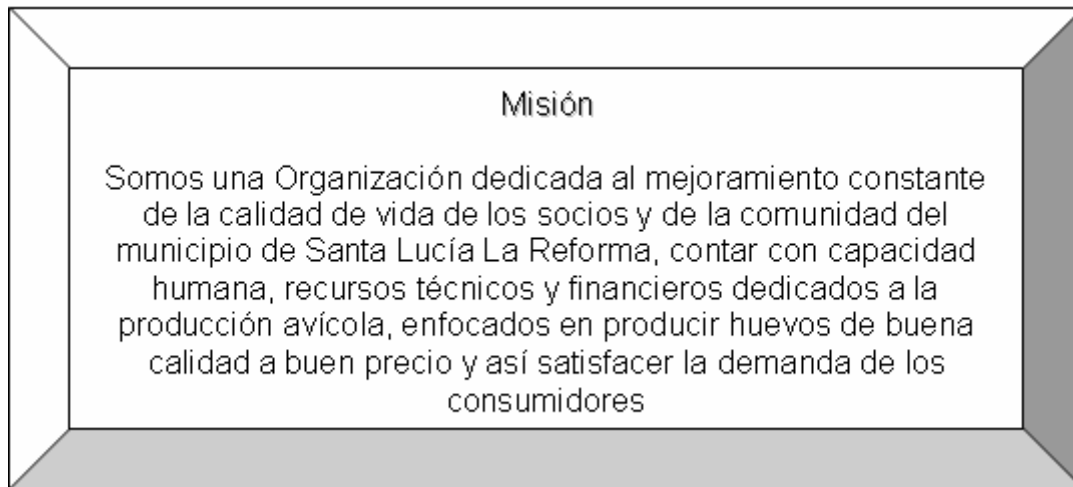 Misión
Somos una Organización dedicada al mejoramiento constante
de la calidad de vida de los socios y de la comunidad del
municipio de Santa Lucía La Reforma, contar con capacidad
humana, recursos técnicos y financieros dedicados a la
producción avícola, enfocados en producir huevos de buena
calidad a buen precio y así satisfacer la demanda de los
consumidores